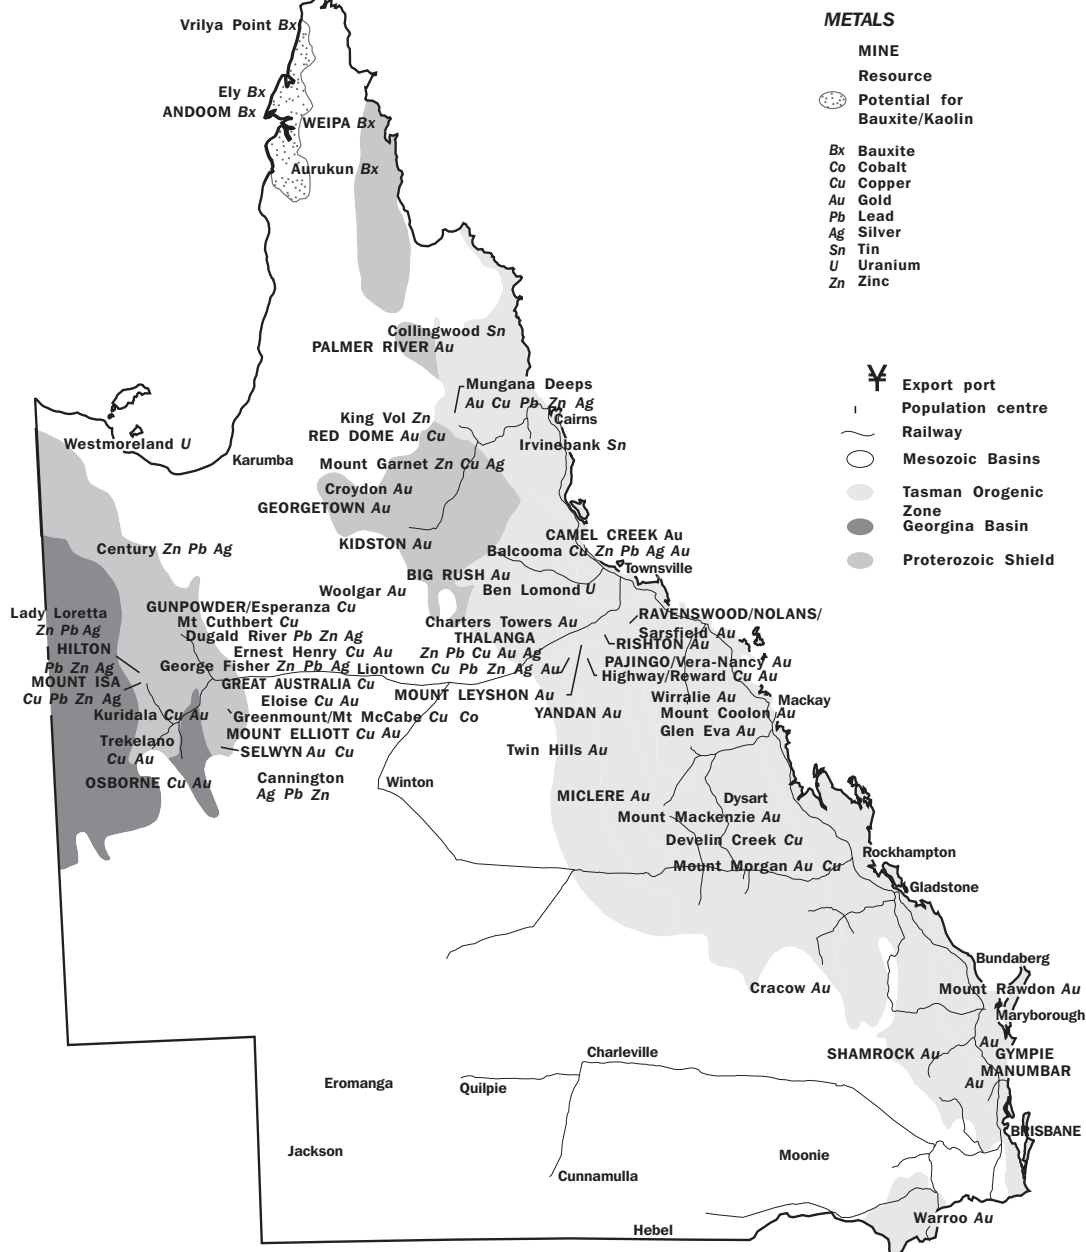 METALS
MINE
Resource
Potential for
Bauxite/Kaolin
Bx Bauxite
Co Cobalt
Cu Copper
Au Gold
Pb Lead
Ag Silver
Sn Tin
U Uranium
Zn Zinc
¥ Export port
Population centre
Railway
Mesozoic Basins
Tasman Orogenic
Zone
Georgina Basin
Proterozoic Shield
Vrilya Point Bx
Ely Bx
ANDOOM Bx
WEIPA Bx
Aurukun Bx
Collingwood Sn
PALMER RIVER Au
Mungana Deeps
Au Cu Pb Zn Ag
King Vol Zn
Cairns
RED DOME Au Cu
Westmoreland U
Irvinebank Sn
Karumba
Mount Garnet Zn Cu Ag
Croydon Au
GEORGETOWN Au
CAMEL CREEK Au
KIDSTON Au
Century Zn Pb Ag
Balcooma Cu Zn Pb Ag Au
Townsville
BIG RUSH Au
Woolgar Au
Ben Lomond U
GUNPOWDER/Esperanza Cu
Lady Loretta
Zn Pb Ag
Mt Cuthbert Cu
Charters Towers Au
RAVENSWOOD/NOLANS/
Sarsfield Au
Dugald River Pb Zn Ag
THALANGA
Zn Pb Cu Au Ag
RISHTON Au
HILTON
Pb Zn Ag
Ernest Henry Cu Au
George Fisher Zn Pb Ag
Liontown Cu Pb Zn Ag Au
PAJINGO/Vera-Nancy Au
Highway/Reward Cu Au
MOUNT ISA
Cu Pb Zn Ag
GREAT AUSTRALIA Cu
MOUNT LEYSHON Au
Wirralie Au
Mackay
Eloise Cu Au
Kuridala Cu Au
Greenmount/Mt McCabe Cu Co
YANDAN Au
Mount Coolon Au
MOUNT ELLIOTT Cu Au
Glen Eva Au
Trekelano
Cu Au
SELWYN Au Cu
Twin Hills Au
OSBORNE Cu Au
Cannington
Ag Pb Zn
Winton
MICLERE Au
Dysart
Mount Mackenzie Au
Develin Creek Cu
Rockhampton
Mount Morgan Au Cu
Gladstone
Bundaberg
Cracow Au
Mount Rawdon Au
Maryborough
Au
GYMPIE
SHAMROCK Au
Charleville
MANUMBAR
Au
Eromanga
Quilpie
BRISBANE
Jackson
Moonie
Cunnamulla
Warroo Au
Hebel